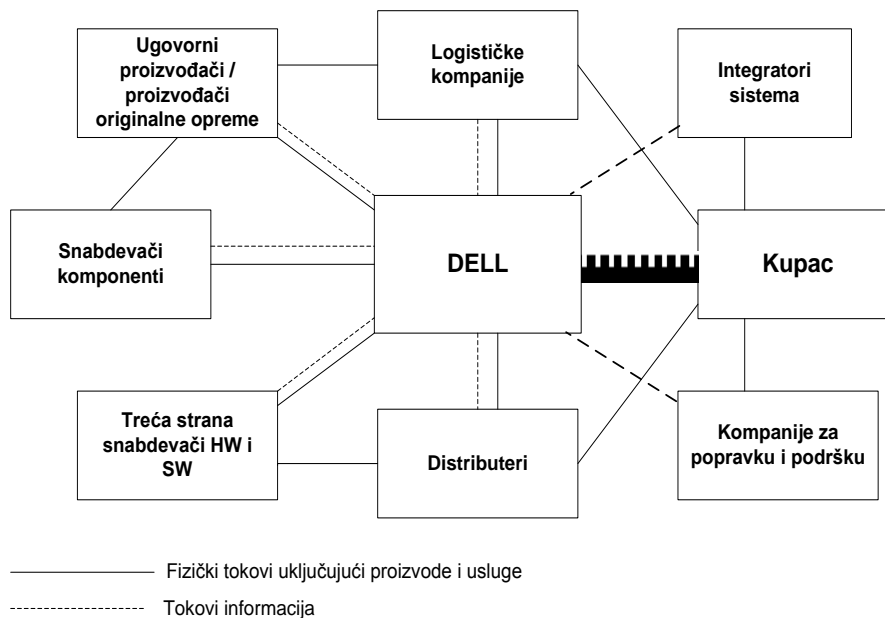 Ugovorni
proizvođači /
proizvođači
originalne opreme
Logističke
kompanije
Integratori
sistema
Snabdevači
komponenti
DELL
Kupac
Treća strana
snabdevači HW i
SW
Distributeri
Kompanije za
popravku i podršku
Fizički tokovi uključujući proizvode i usluge
Tokovi informacija